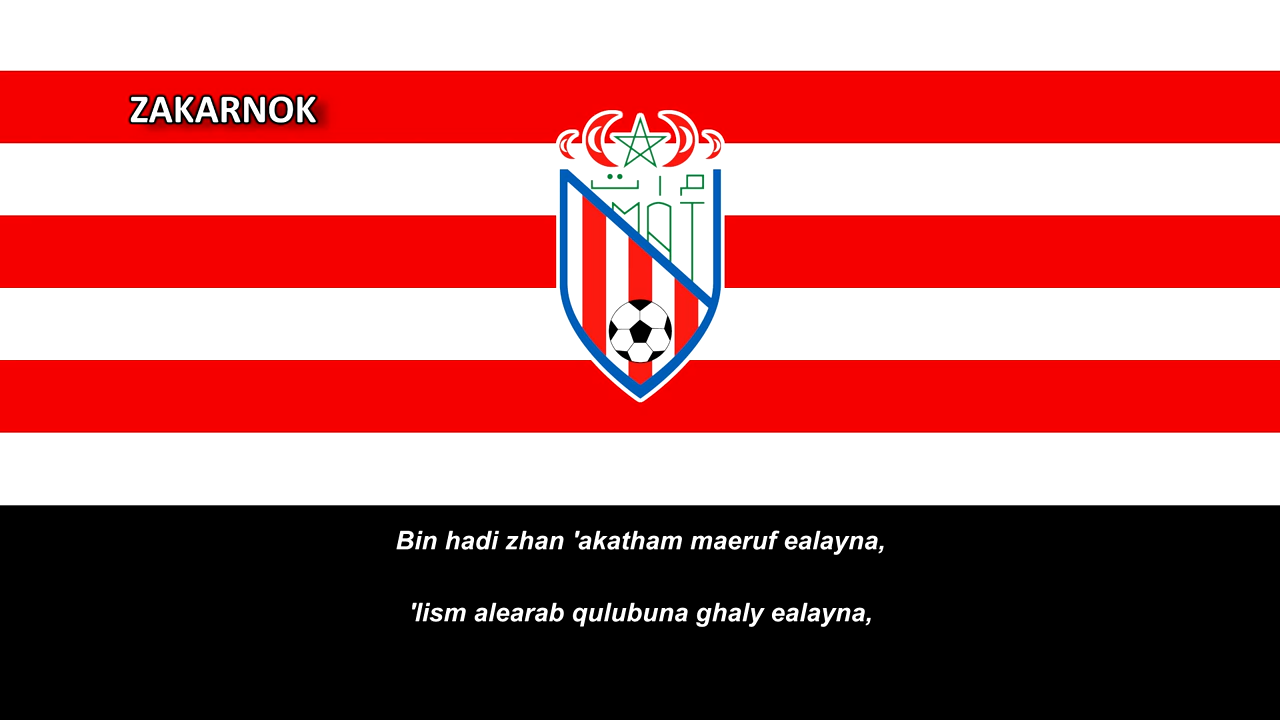 ZAKARNOK
م ا ت
MAT
Bin hadi zhan 'akatham maeruf ealayna,
'lism alearab qulubuna ghaly ealayna,